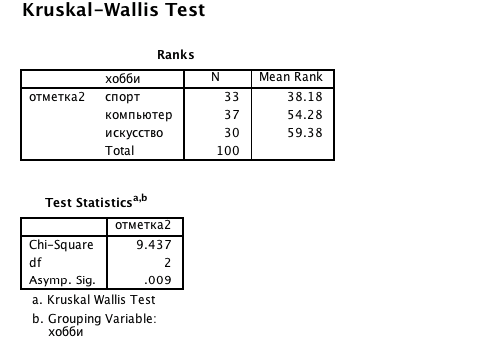 Kruskal-Wallis Test
Ranks
хобби N Mean Rank
отметка2 спорт 33 38.18
компьютер 37 54.28
искусство 30 59.38
Total 100
Test Statistics a,b
отметка2
Chi-Square 9.437
df 2
Asymp. Sig. .009
a. Kruskal Wallis Test
b. Grouping Variable:
хобби